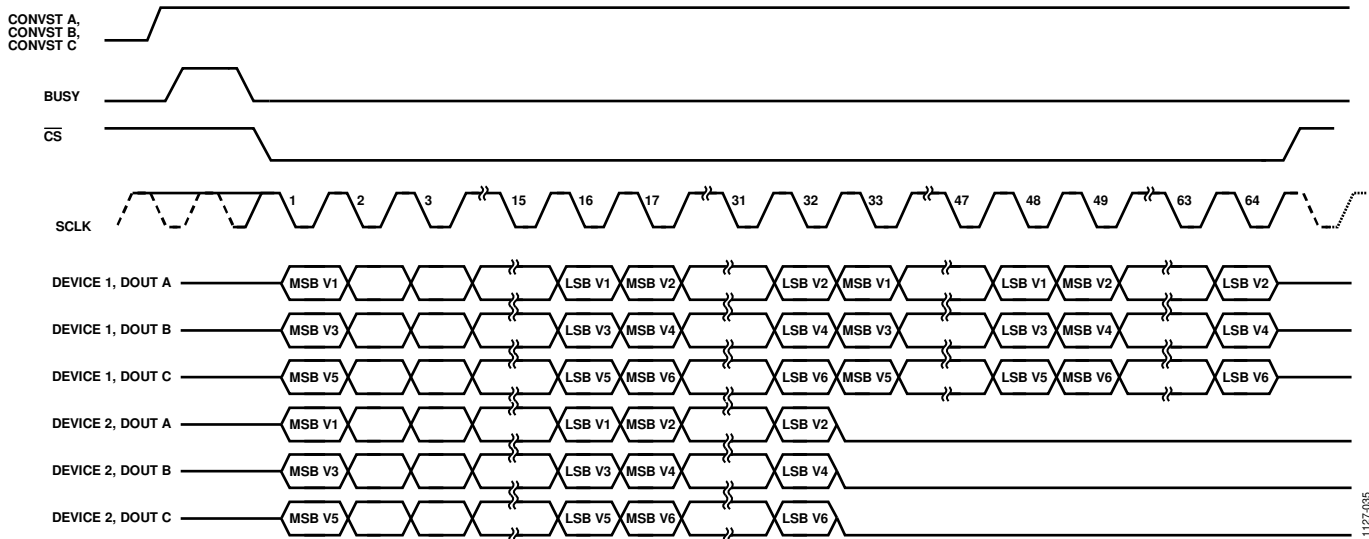 CONVST A,
CONVST B,
CONVST C
BUSY
CS
SCLK
1 2 3 15 16 17 31 32 33 47 48 49 63 64
DEVICE 1, DOUT A MSB V1 LSB V1 MSB V2 LSB V2 MSB V1 LSB V1 MSB V2 LSB V2
DEVICE 1, DOUT B MSB V3 LSB V3 MSB V4 LSB V4 MSB V3 LSB V3 MSB V4 LSB V4
DEVICE 1, DOUT C MSB V5 LSB V5 MSB V6 LSB V6 MSB V5 LSB V5 MSB V6 LSB V6
DEVICE 2, DOUT A MSB V1 LSB V1 MSB V2 LSB V2
DEVICE 2, DOUT B MSB V3 LSB V3 MSB V4 LSB V4
DEVICE 2, DOUT C MSB V5 LSB V5 MSB V6 LSB V6